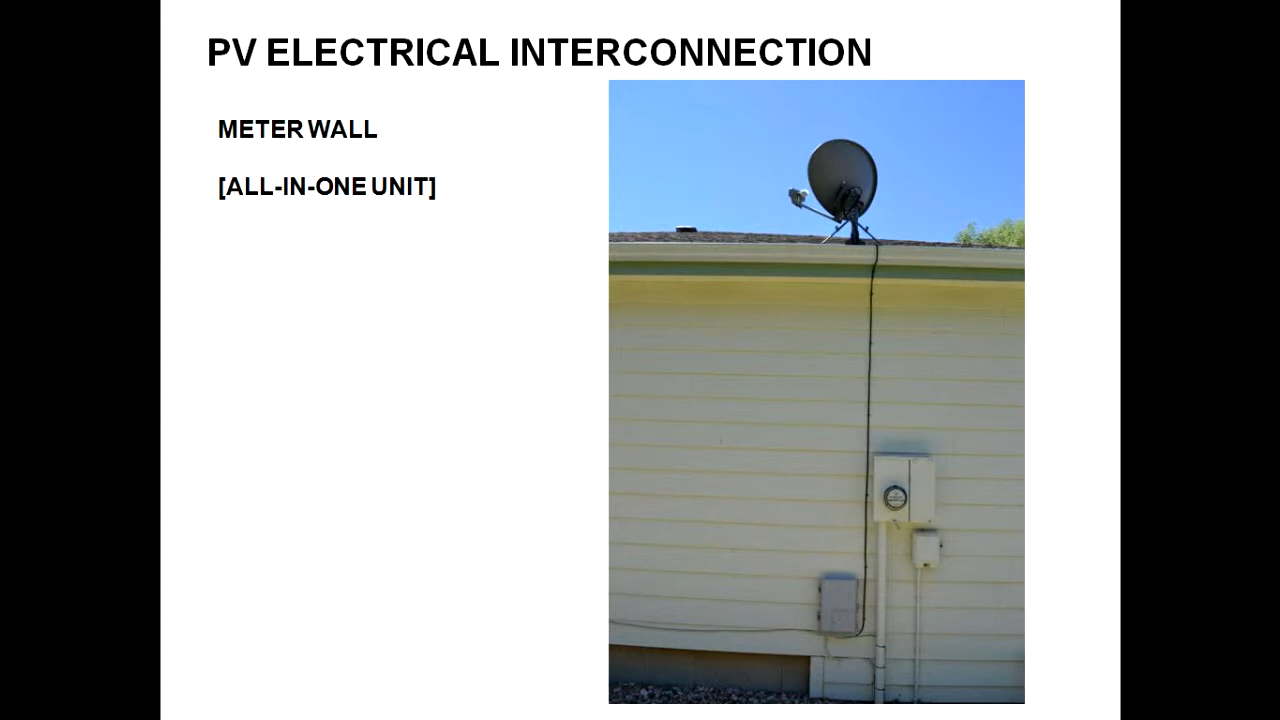 PV ELECTRICAL INTERCONNECTION
METER WALL
[ALL-IN-ONE UNIT]